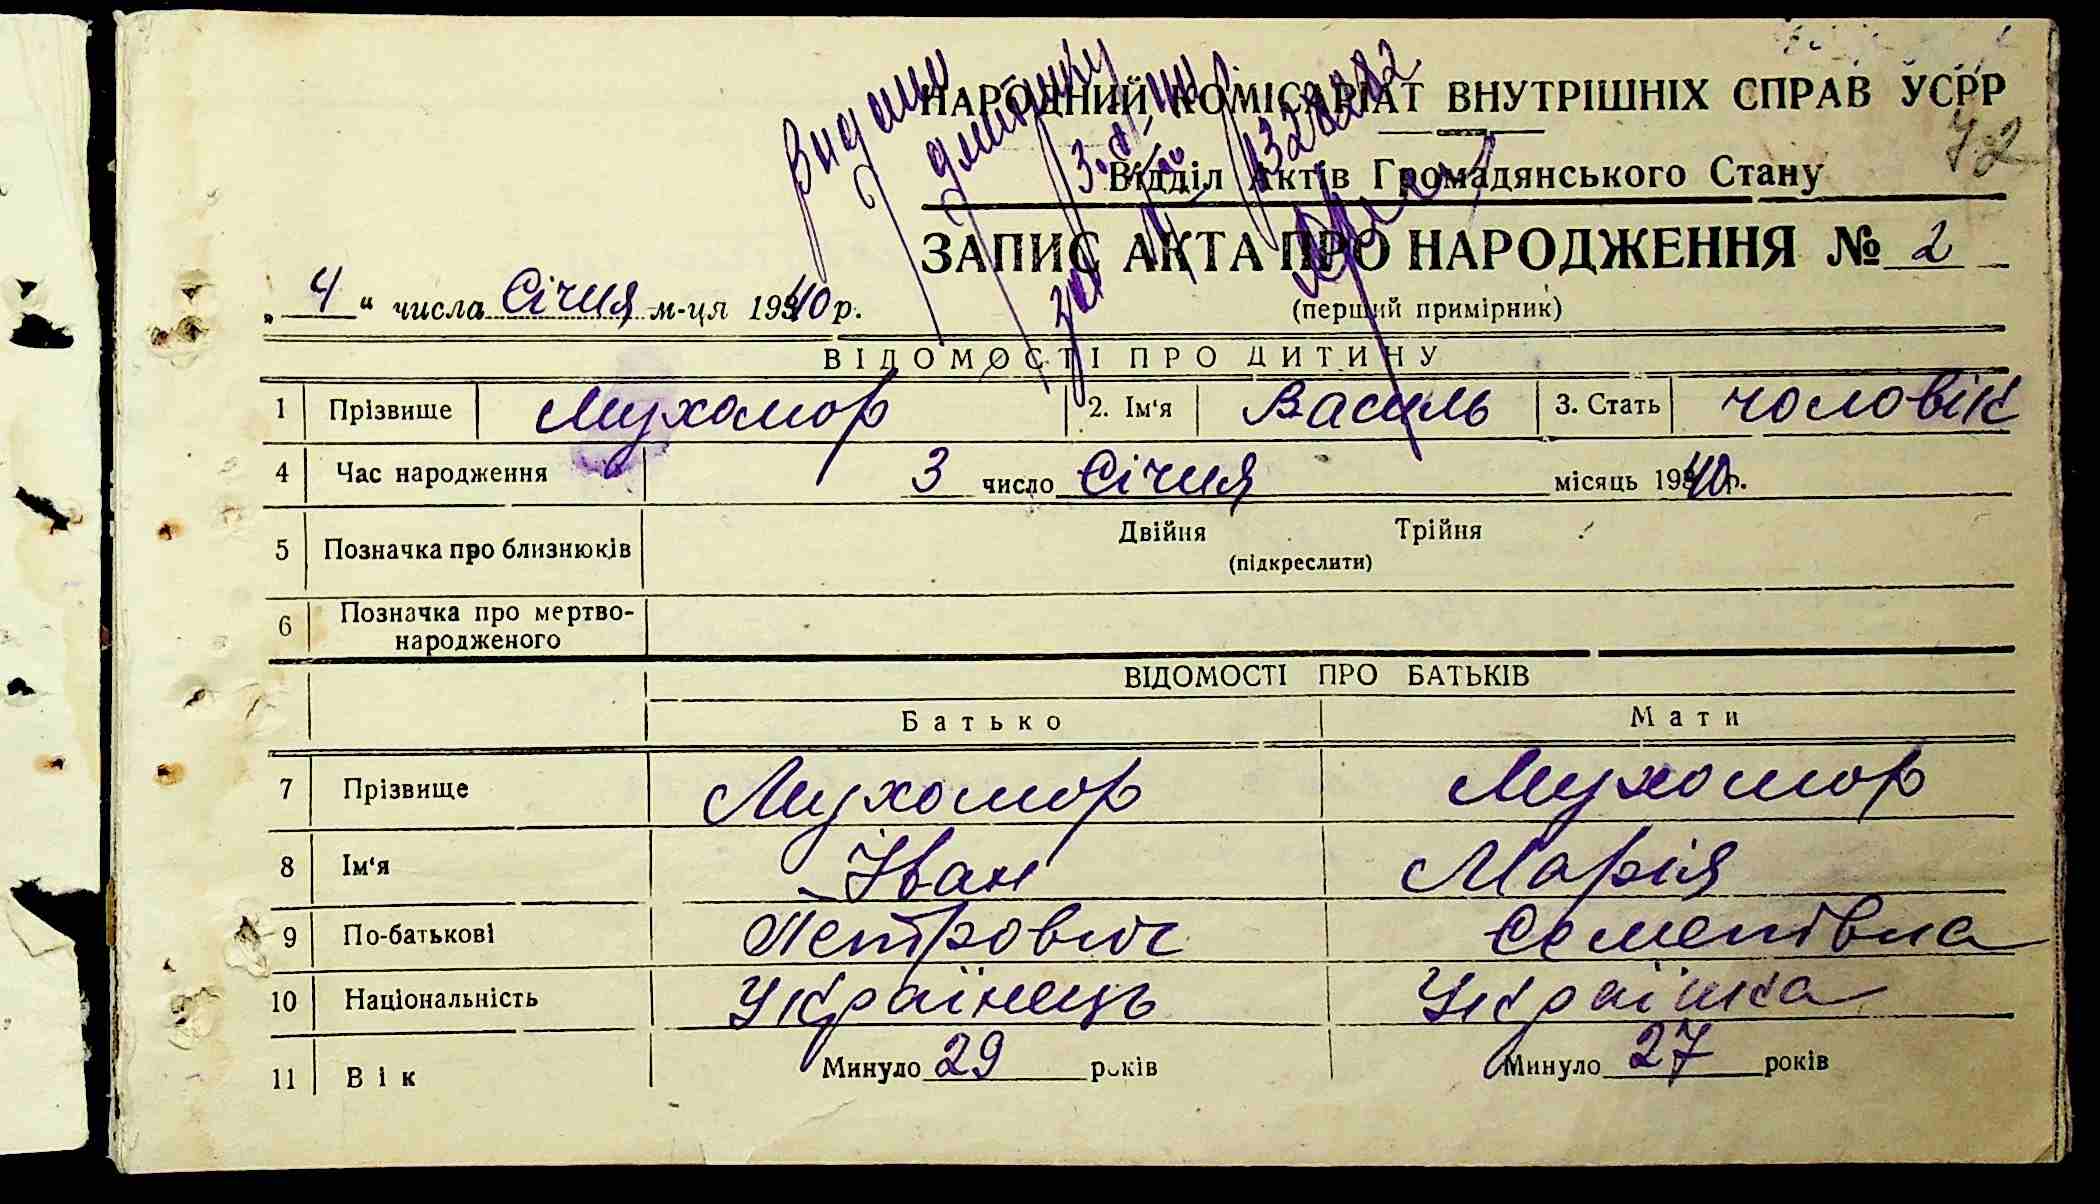 Видано
дублікат
НАРОДНИЙ КОМІСАРІАТ ВНУТРІШНІХ СПРАВ УСРР
42
Відділ Актів Громадянського Стану
ЗАПИС АКТА ПРО НАРОДЖЕННЯ № 2
„ 4 " числа Січня м-ця 1940 р.
(перший примірник)
ВІДОМОСТІ ПРО ДИТИНУ
1 Прізвище Мухомор 2. Ім'я Василь 3. Стать чоловік
4 Час народження 3 число Січня місяць 1940 р.
5 Позначка про близнюків Двійня Трійня
(підкреслити)
6 Позначка про мертво-
народженого
ВІДОМОСТІ ПРО БАТЬКІВ
Батько Мати
7 Прізвище Мухомор Мухомор
8 Ім'я Іван Марія
9 По-батькові Петрович Семенівна
10 Національність Українець Українка
11 Вік Минуло 29 років Минуло 27 років